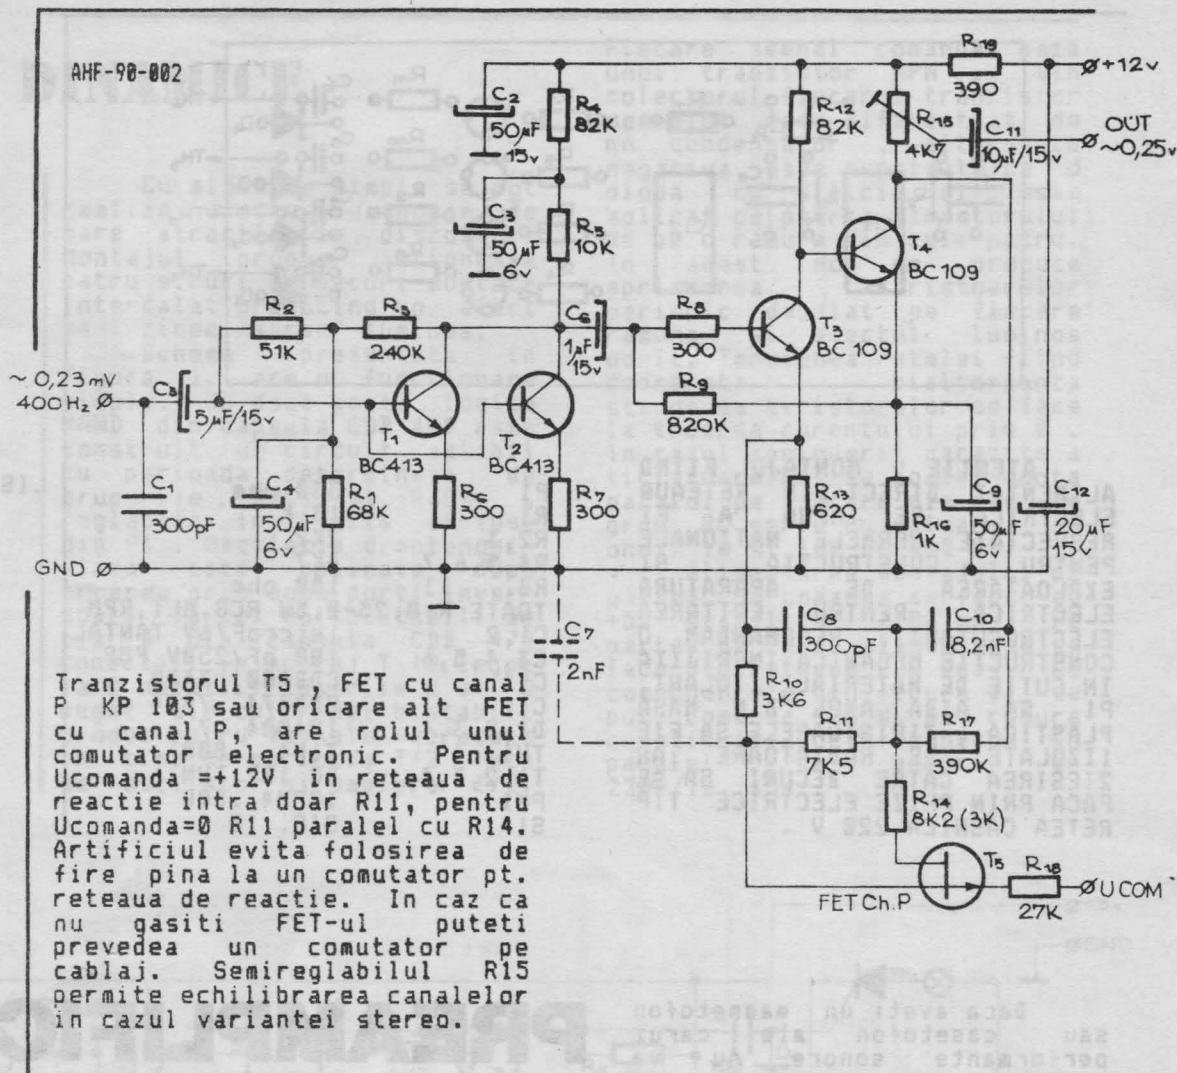 AHF-90-002
R19
390
+12v
C2
50µF
15v
R4
82K
R12
82K
R15
4K7
C11
10µF/15v
OUT
~0,25v
C3
50µF
6v
R5
10K
T4
BC109
R2
51K
R3
240K
C6
1µF
15v
R8
300
T3
BC109
R9
820K
~0,23mv
400Hz
C5
5µF/15v
T1
BC413
T2
BC413
C1
300pF
C4
50µF
6v
R1
68K
R6
300
R7
300
R13
620
R16
1K
C9
50µF
6v
C12
20µF
15v
GND
C7
2nF
C8
300pF
C10
8,2nF
R10
3K6
R11
7K5
R17
390K
R14
8K2(3K)
T5
FET Ch.P
R18
27K
UCOM
Tranzistorul T5 , FET cu canal
P KP 103 sau oricare alt FET
cu canal P, are rolul unui
comutator electronic. Pentru
Ucomanda =+12V in reteaua de
reactie intra doar R11, pentru
Ucomanda=0 R11 paralel cu R14.
Artificiul evita folosirea de
fire pina la un comutator pt.
reteaua de reactie. In caz ca
nu gasiti FET-ul puteti
prevedea un comutator pe
cablaj. Semireglabilul R15
permite echilibrarea canalelor
in cazul variantei stereo.